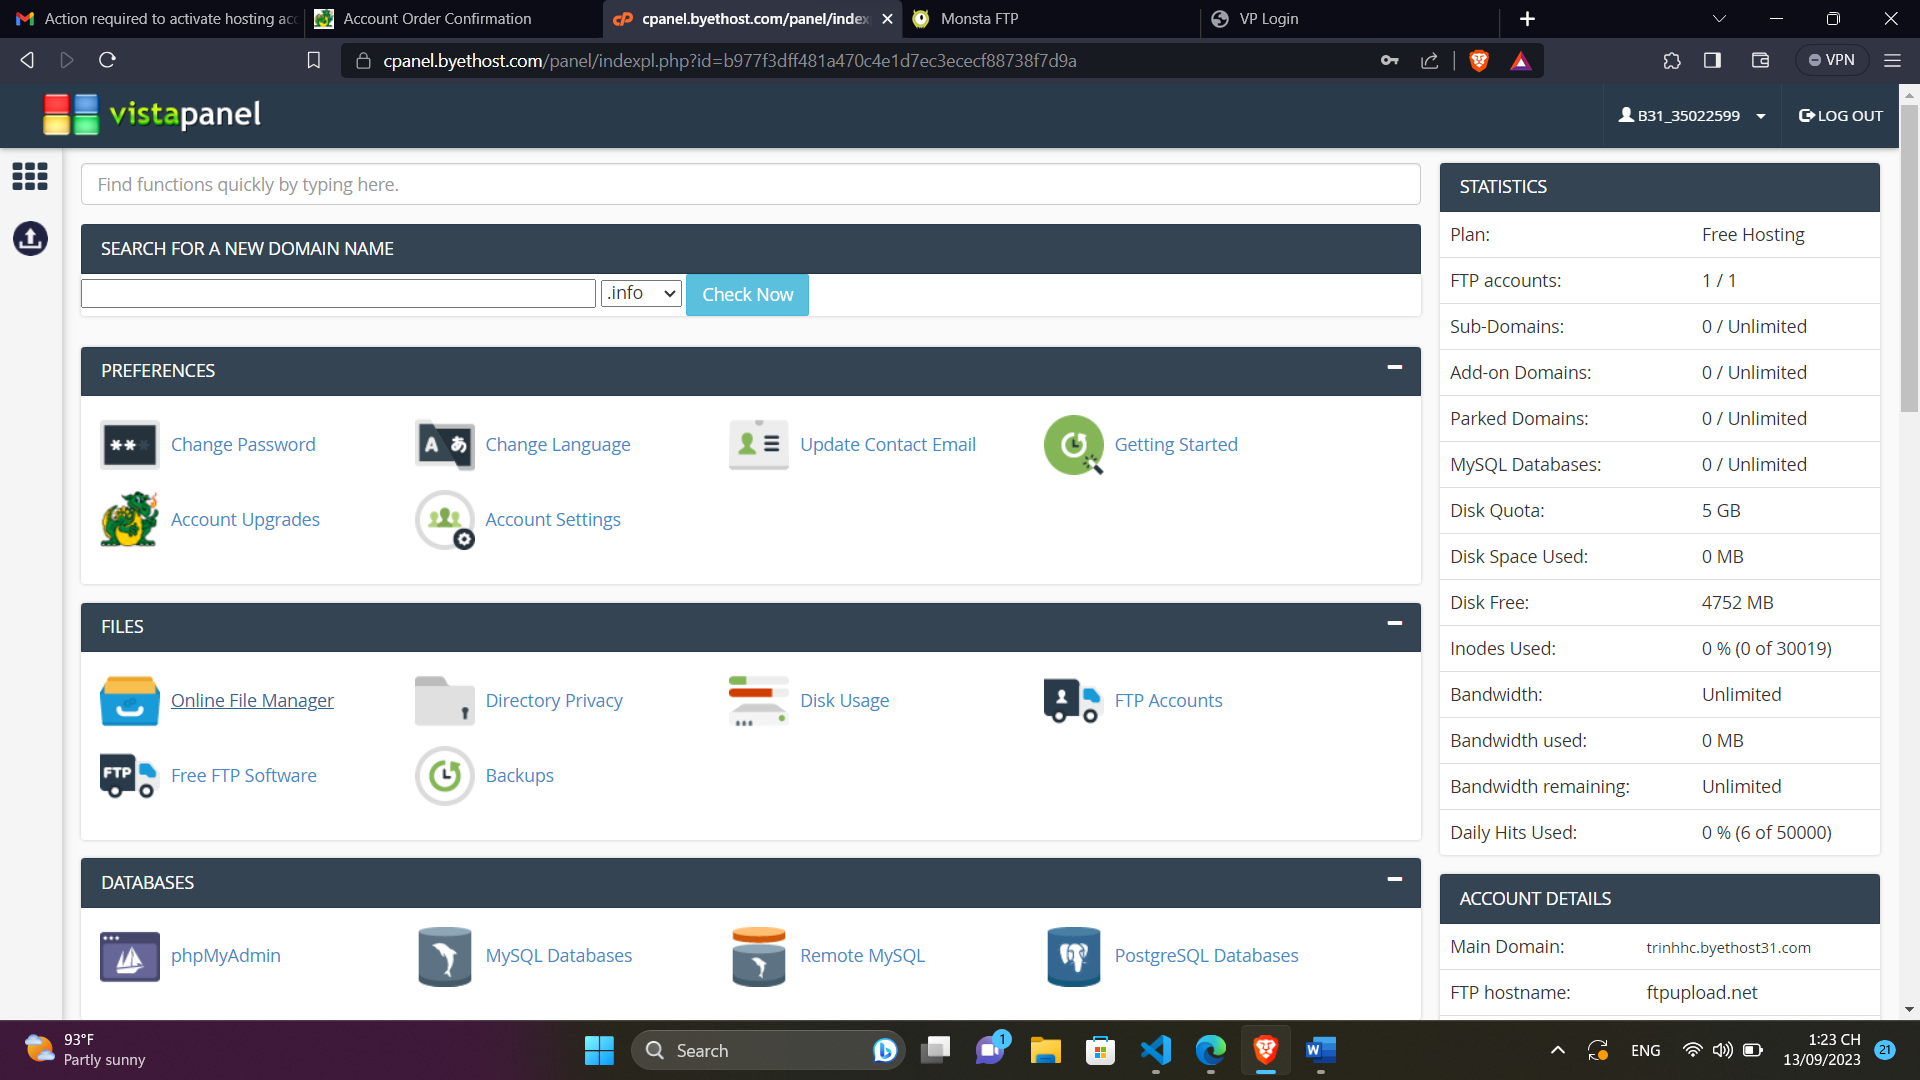 Action required to activate hosting acc
Account Order Confirmation
cpanel.byethost.com/panel/index
Monsta FTP
VP Login
cpanel.byethost.com/panel/indexpl.php?id=b977f3dff481a470c4e1d7ec3ececf88738f7d9a
VPN
vistapanel
B31_35022599
LOG OUT
Find functions quickly by typing here.
SEARCH FOR A NEW DOMAIN NAME
.info
Check Now
PREFERENCES
Change Password
Change Language
Update Contact Email
Getting Started
Account Upgrades
Account Settings
FILES
Online File Manager
Directory Privacy
Disk Usage
FTP Accounts
FTP
Free FTP Software
Backups
DATABASES
phpMyAdmin
MySQL Databases
Remote MySQL
PostgreSQL Databases
STATISTICS
Plan: Free Hosting
FTP accounts: 1 / 1
Sub-Domains: 0 / Unlimited
Add-on Domains: 0 / Unlimited
Parked Domains: 0 / Unlimited
MySQL Databases: 0 / Unlimited
Disk Quota: 5 GB
Disk Space Used: 0 MB
Disk Free: 4752 MB
Inodes Used: 0 % (0 of 30019)
Bandwidth: Unlimited
Bandwidth used: 0 MB
Bandwidth remaining: Unlimited
Daily Hits Used: 0 % (6 of 50000)
ACCOUNT DETAILS
Main Domain: trinhhc.byethost31.com
FTP hostname: ftpupload.net
93°F
Partly sunny
Search
1
ENG
1:23 CH
13/09/2023
21